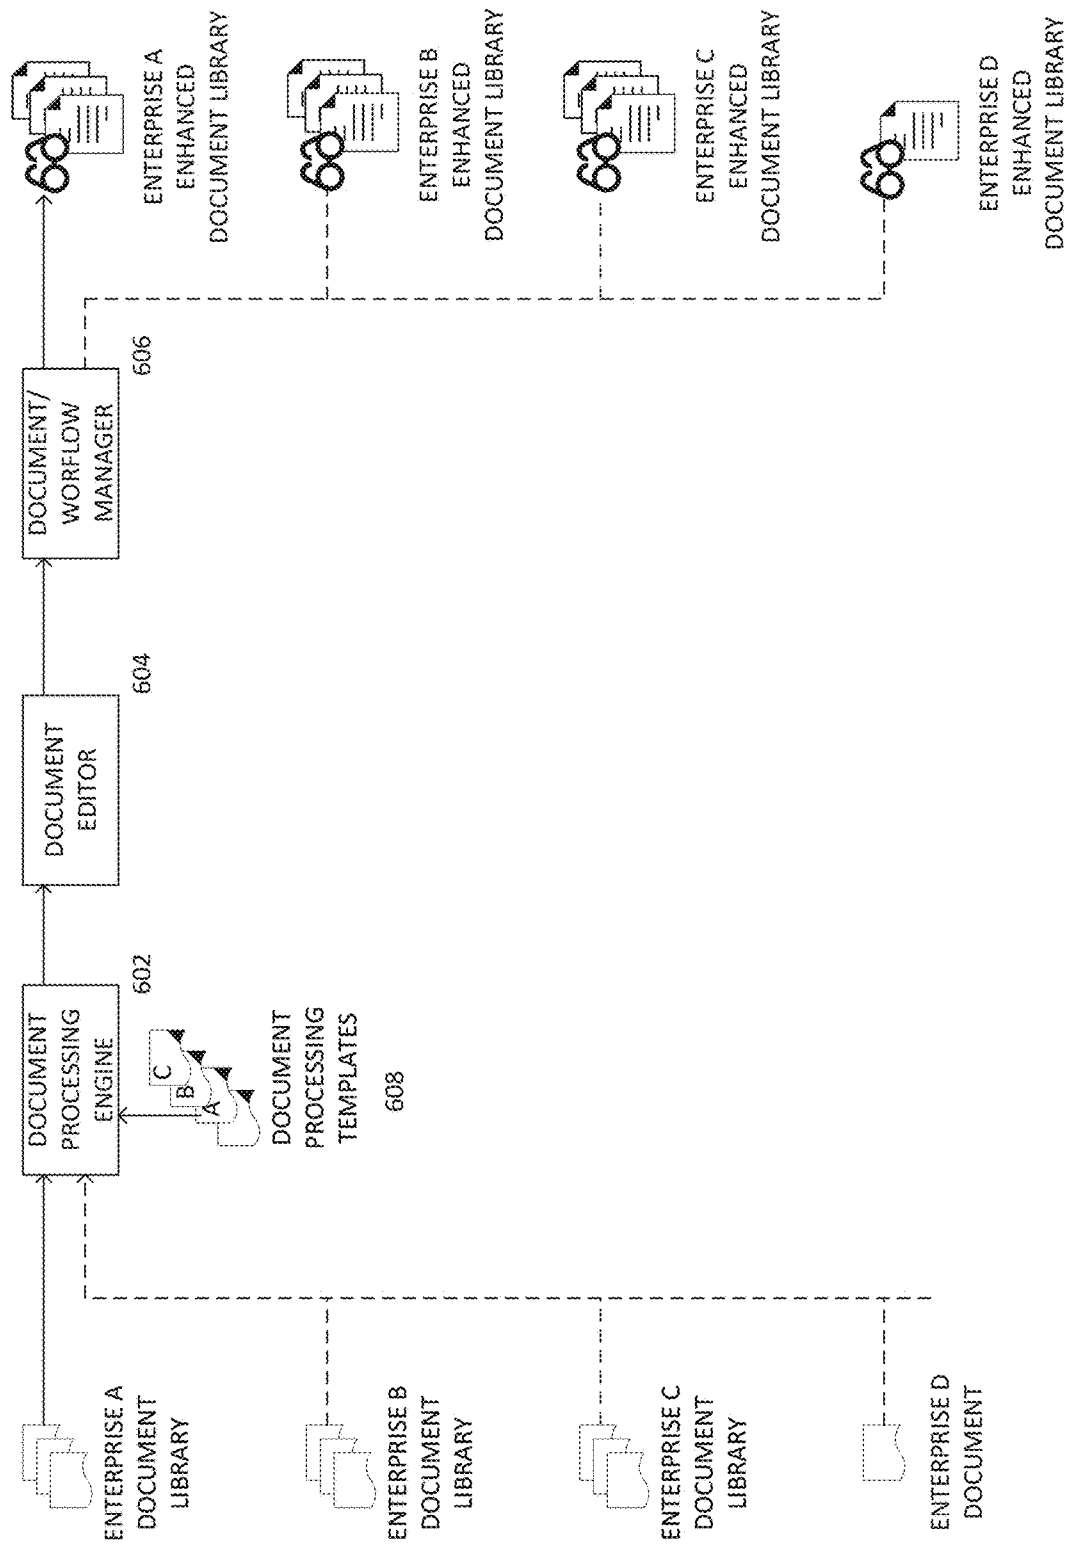 ENTERPRISE A
DOCUMENT
LIBRARY
ENTERPRISE B
DOCUMENT
LIBRARY
ENTERPRISE C
DOCUMENT
LIBRARY
ENTERPRISE D
DOCUMENT
DOCUMENT
PROCESSING
ENGINE
602
C
B
A
DOCUMENT
PROCESSING
TEMPLATES
608
DOCUMENT
EDITOR
604
DOCUMENT/
WORFLOW
MANAGER
606
ENTERPRISE A
ENHANCED
DOCUMENT LIBRARY
ENTERPRISE B
ENHANCED
DOCUMENT LIBRARY
ENTERPRISE C
ENHANCED
DOCUMENT LIBRARY
ENTERPRISE D
ENHANCED
DOCUMENT LIBRARY